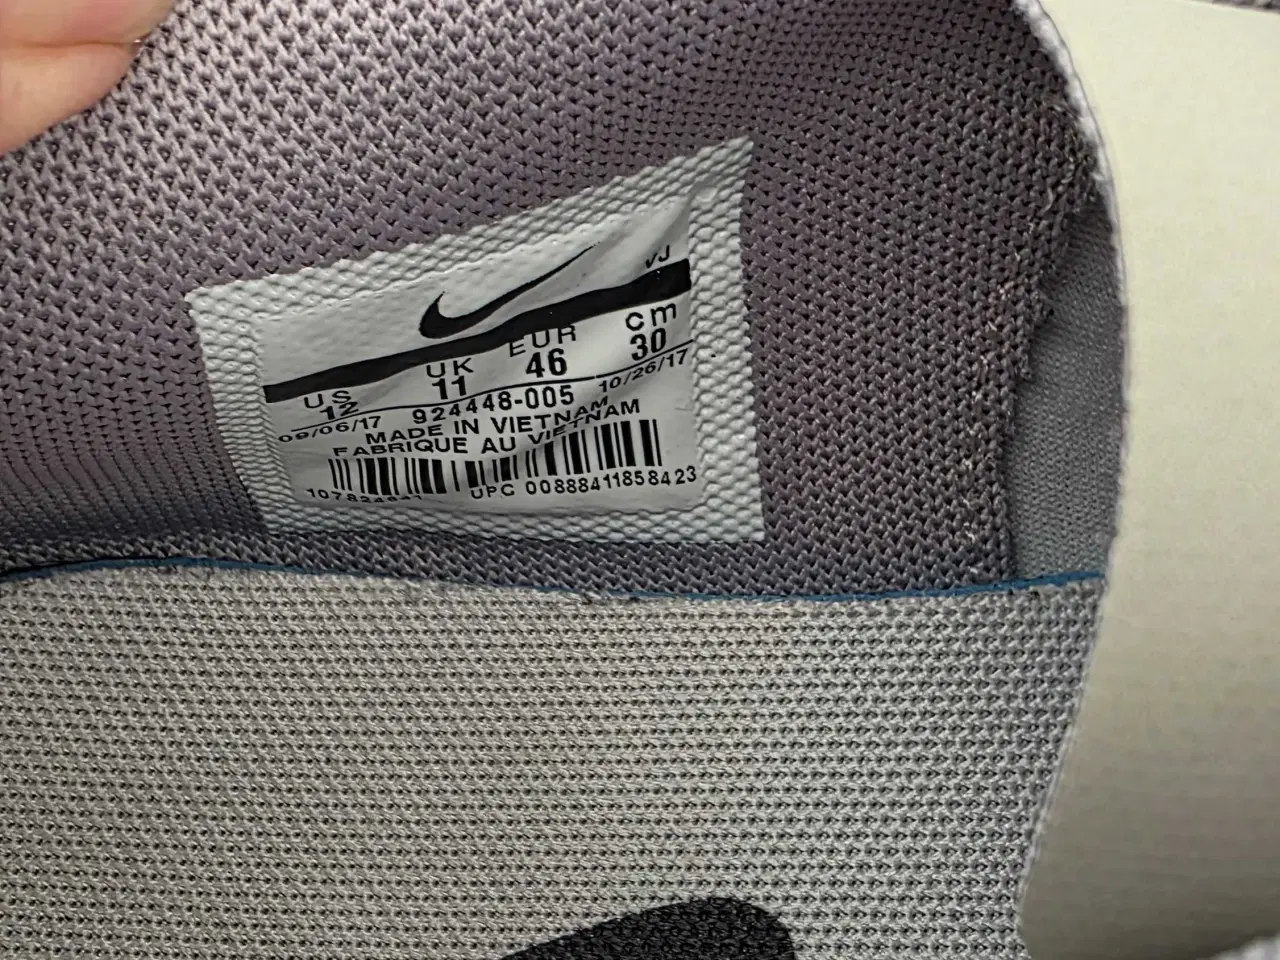 VJ
US UK EUR cm
12 11 46 30
09/06/17 924448-005 10/26/17
MADE IN VIETNAM
FABRIQUE AU VIETNAM
UPC 00888411858423